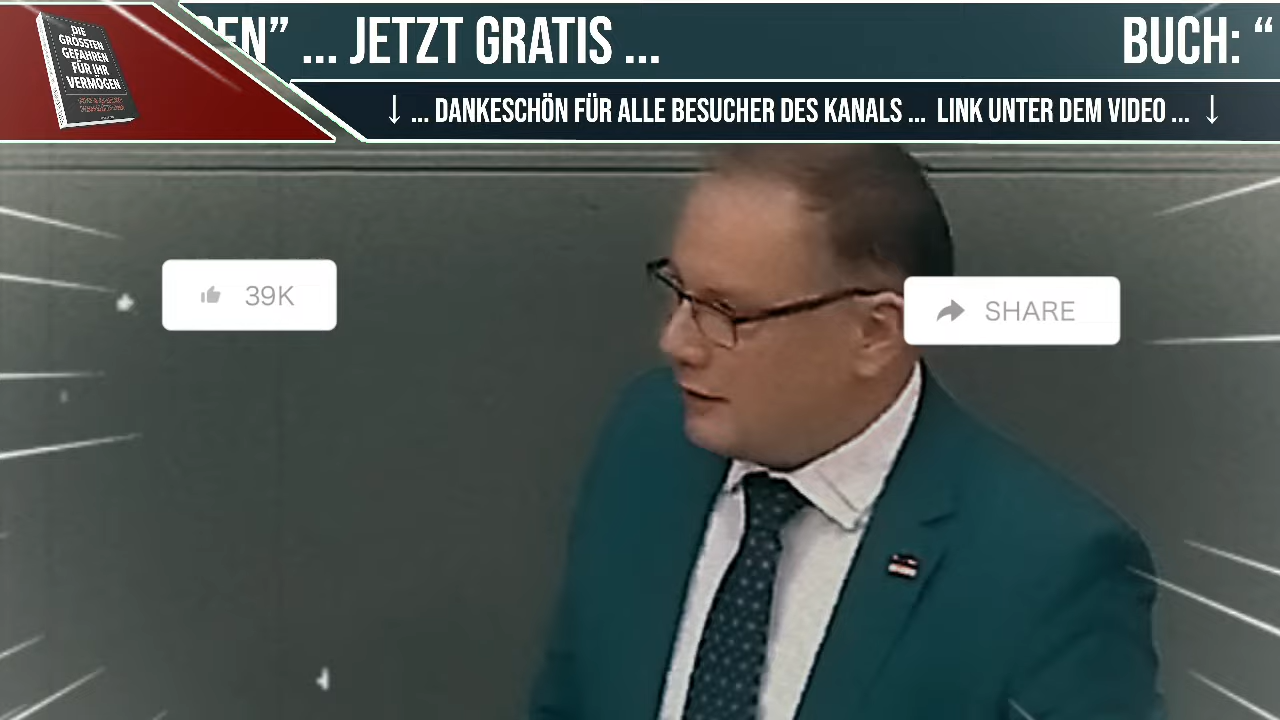 DIE
GRÖSSTEN
GEFAHREN
FÜR IHR
VERMÖGEN
EN” ... JETZT GRATIS ...
BUCH: “
↓ ... DANKESCHÖN FÜR ALLE BESUCHER DES KANALS ... LINK UNTER DEM VIDEO ... ↓
39K
SHARE